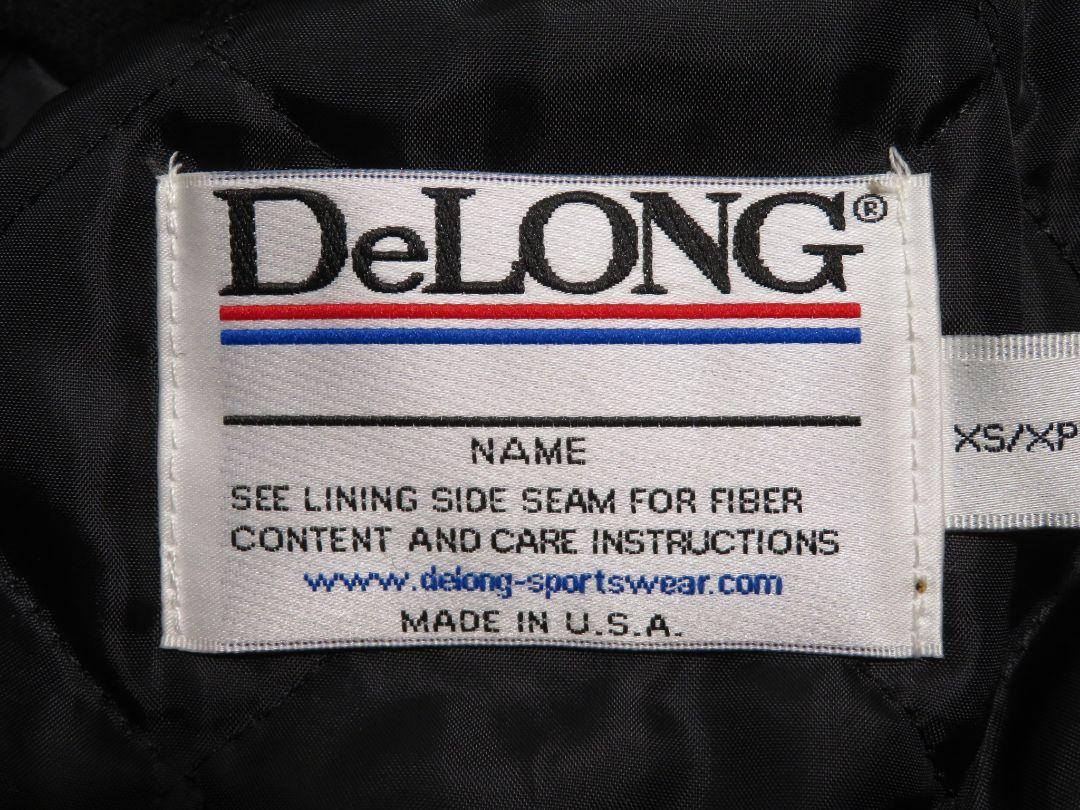 DeLONG®
NAME
SEE LINING SIDE SEAM FOR FIBER
CONTENT AND CARE INSTRUCTIONS
www.delong-sportswear.com
MADE IN U.S.A.
XS/XP